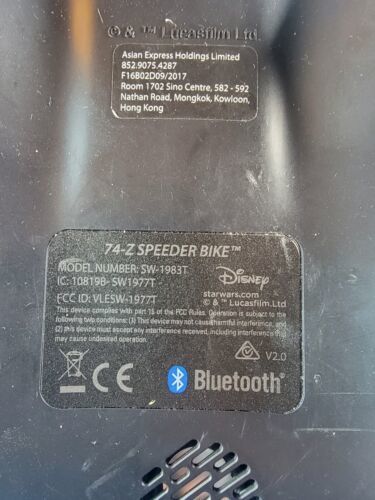 © & ™ Lucasfilm Ltd.
Asian Express Holdings Limited
852.9075.4287
F16B02D09/2017
Room 1702 Sino Centre, 582 - 592
Nathan Road, Mongkok, Kowloon,
Hong Kong
74-Z SPEEDER BIKE™
MODEL NUMBER: SW-1983T
IC: 10819B- SW1977T
FCC ID: VLESW-1977T
Disney
starwars.com
© & ™ Lucasfilm.Ltd
This device complies with part 15 of the FCC Rules. Operation is subject to the
following two conditions: (1) This device may not cause harmful interference, and
(2) this device must accept any interference received, including interference that
may cause undesired operation.
CE
Bluetooth®
V2.0